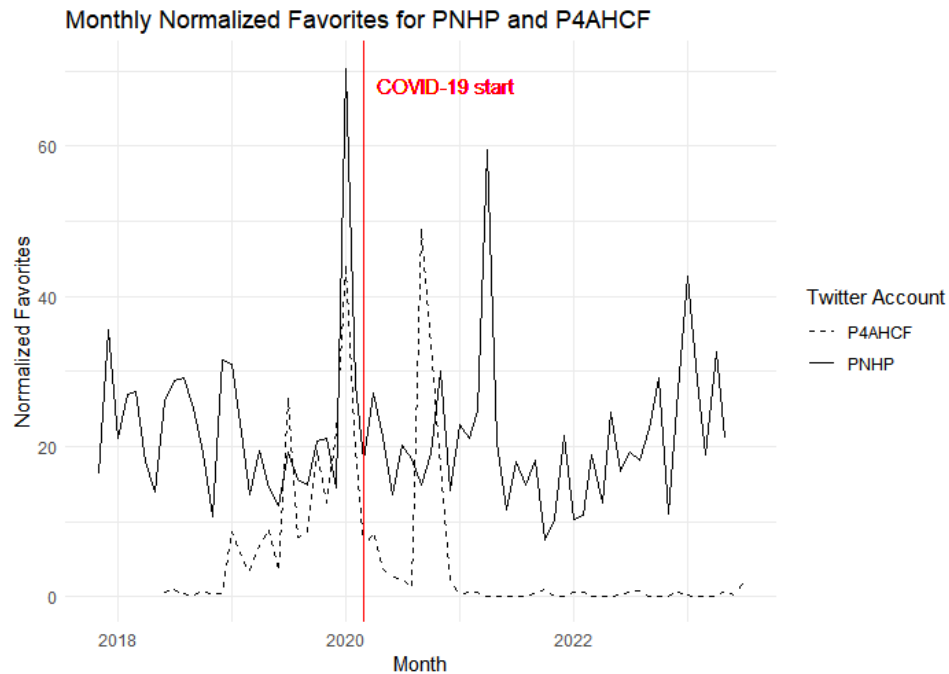 Monthly Normalized Favorites for PNHP and P4AHCF
COVID-19 start
60
40
20
0
Normalized Favorites
2018
2020
2022
Month
Twitter Account
P4AHCF
PNHP